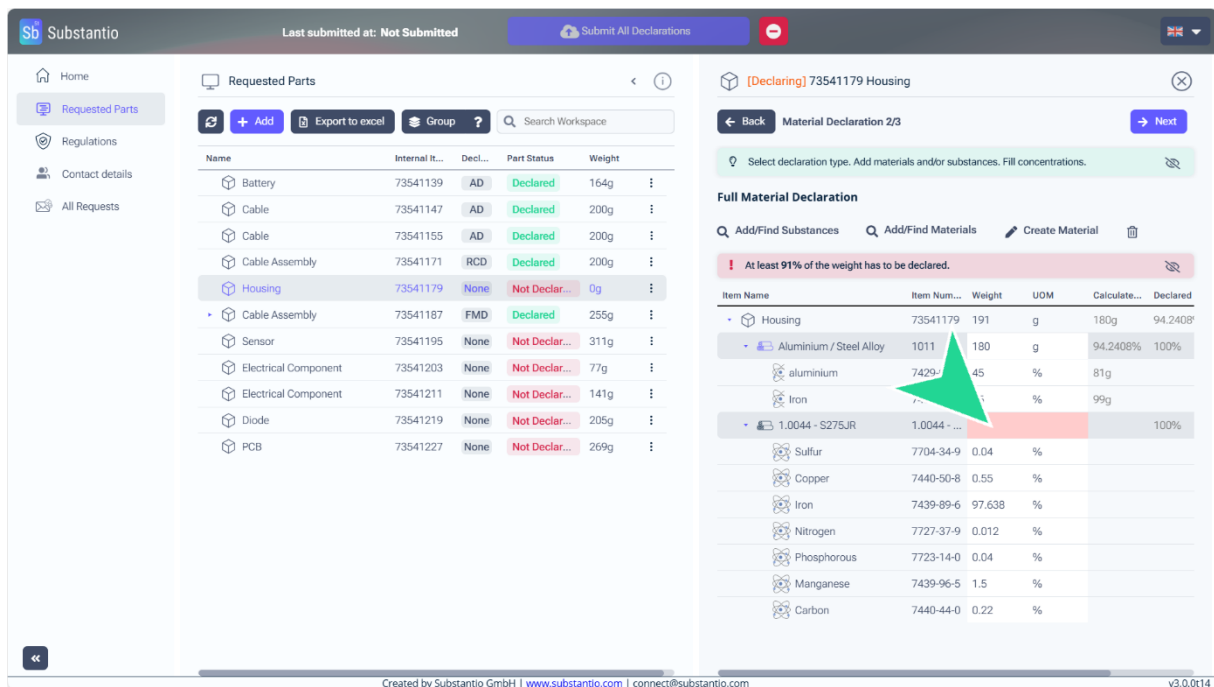 Sb Substantio
Last submitted at: Not Submitted
Submit All Declarations
Home
Requested Parts
Regulations
Contact details
All Requests
Requested Parts
Add
Export to excel
Group ?
Search Workspace
Name Internal It... Decl... Part Status Weight
Battery 73541139 AD Declared 164g
Cable 73541147 AD Declared 200g
Cable 73541155 AD Declared 200g
Cable Assembly 73541171 RCD Declared 200g
Housing 73541179 None Not Declar... 0g
Cable Assembly 73541187 FMD Declared 255g
Sensor 73541195 None Not Declar... 311g
Electrical Component 73541203 None Not Declar... 77g
Electrical Component 73541211 None Not Declar... 141g
Diode 73541219 None Not Declar... 205g
PCB 73541227 None Not Declar... 269g
[Declaring] 73541179 Housing
Back
Material Declaration 2/3
Next
Select declaration type. Add materials and/or substances. Fill concentrations.
Full Material Declaration
Add/Find Substances
Add/Find Materials
Create Material
At least 91% of the weight has to be declared.
Item Name Item Num... Weight UOM Calculate... Declared
Housing 73541179 191 g 180g 94.2408
Aluminium / Steel Alloy 1011 180 g 94.2408% 100%
aluminium 45 % 81g
Iron % 99g
1.0044 - S275JR 1.0044 - ... 100%
Sulfur 7704-34-9 0.04 %
Copper 7440-50-8 0.55 %
Iron 7439-89-6 97.638 %
Nitrogen 7727-37-9 0.012 %
Phosphorous 7723-14-0 0.04 %
Manganese 7439-96-5 1.5 %
Carbon 7440-44-0 0.22 %
Created by Substantio GmbH | www.substantio.com | connect@substantio.com
v3.0.0t14